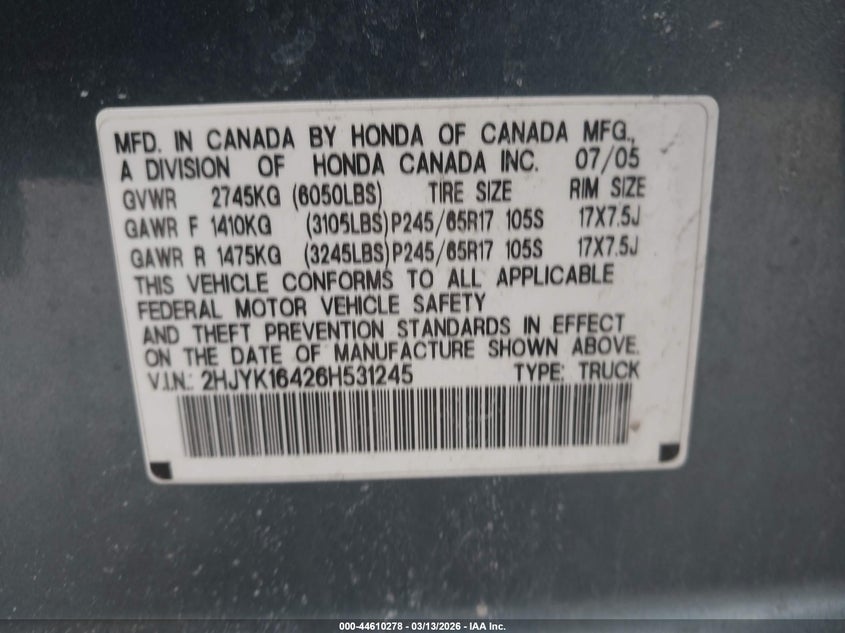 MFD. IN CANADA BY HONDA OF CANADA MFG.,
A DIVISION OF HONDA CANADA INC. 07/05
GVWR 2745KG (6050LBS) TIRE SIZE RIM SIZE
GAWR F 1410KG (3105LBS) P245/65R17 105S 17X7.5J
GAWR R 1475KG (3245LBS) P245/65R17 105S 17X7.5J
THIS VEHICLE CONFORMS TO ALL APPLICABLE
FEDERAL MOTOR VEHICLE SAFETY
AND THEFT PREVENTION STANDARDS IN EFFECT
ON THE DATE OF MANUFACTURE SHOWN ABOVE.
V.I.N.: 2HJYK16426H531245 TYPE: TRUCK
000-44610278 - 03/13/2026 - IAA Inc.